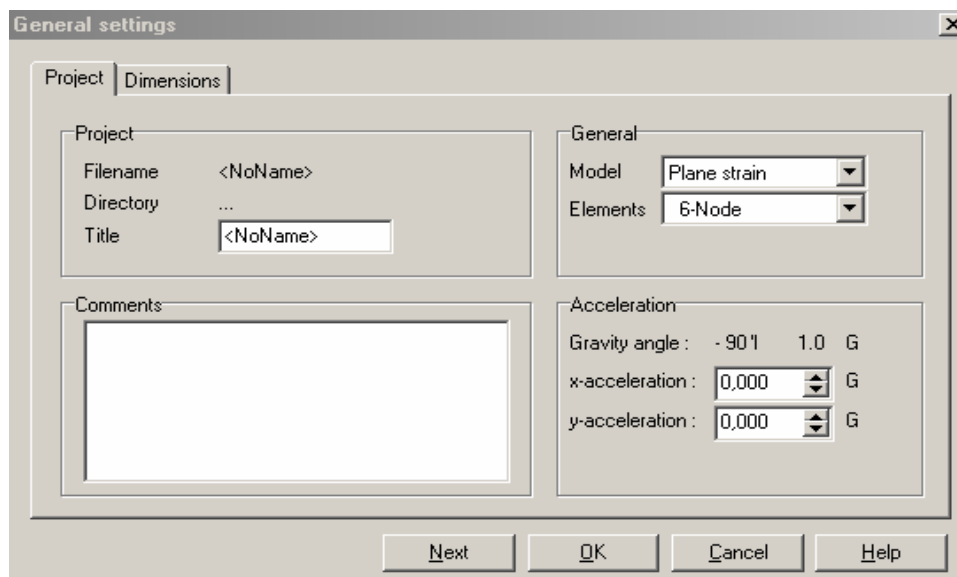 General settings
Project
Dimensions
Project
Filename <NoName>
Directory ...
Title <NoName>
General
Model Plane strain
Elements 6-Node
Comments
Acceleration
Gravity angle : - 90 °I 1.0 G
x-acceleration : 0,000 G
y-acceleration : 0,000 G
Next
OK
Cancel
Help